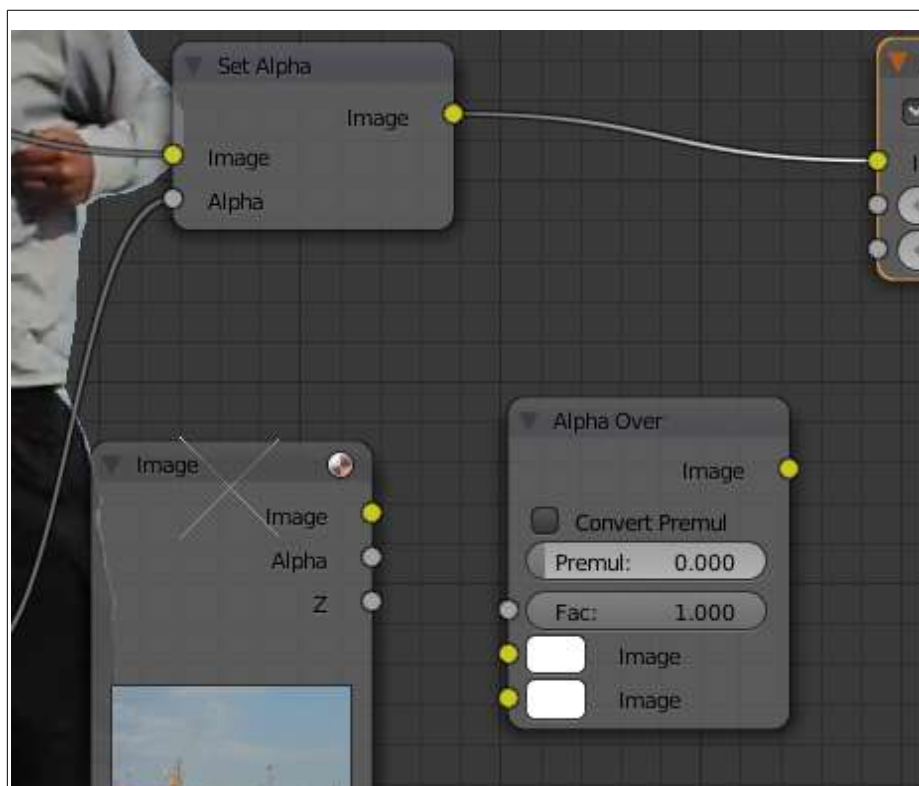 Set Alpha
Image
Image
Alpha
Alpha Over
Image
Image
Image
Convert Premul
Alpha
Premul: 0.000
Z
Fac: 1.000
Image
Image